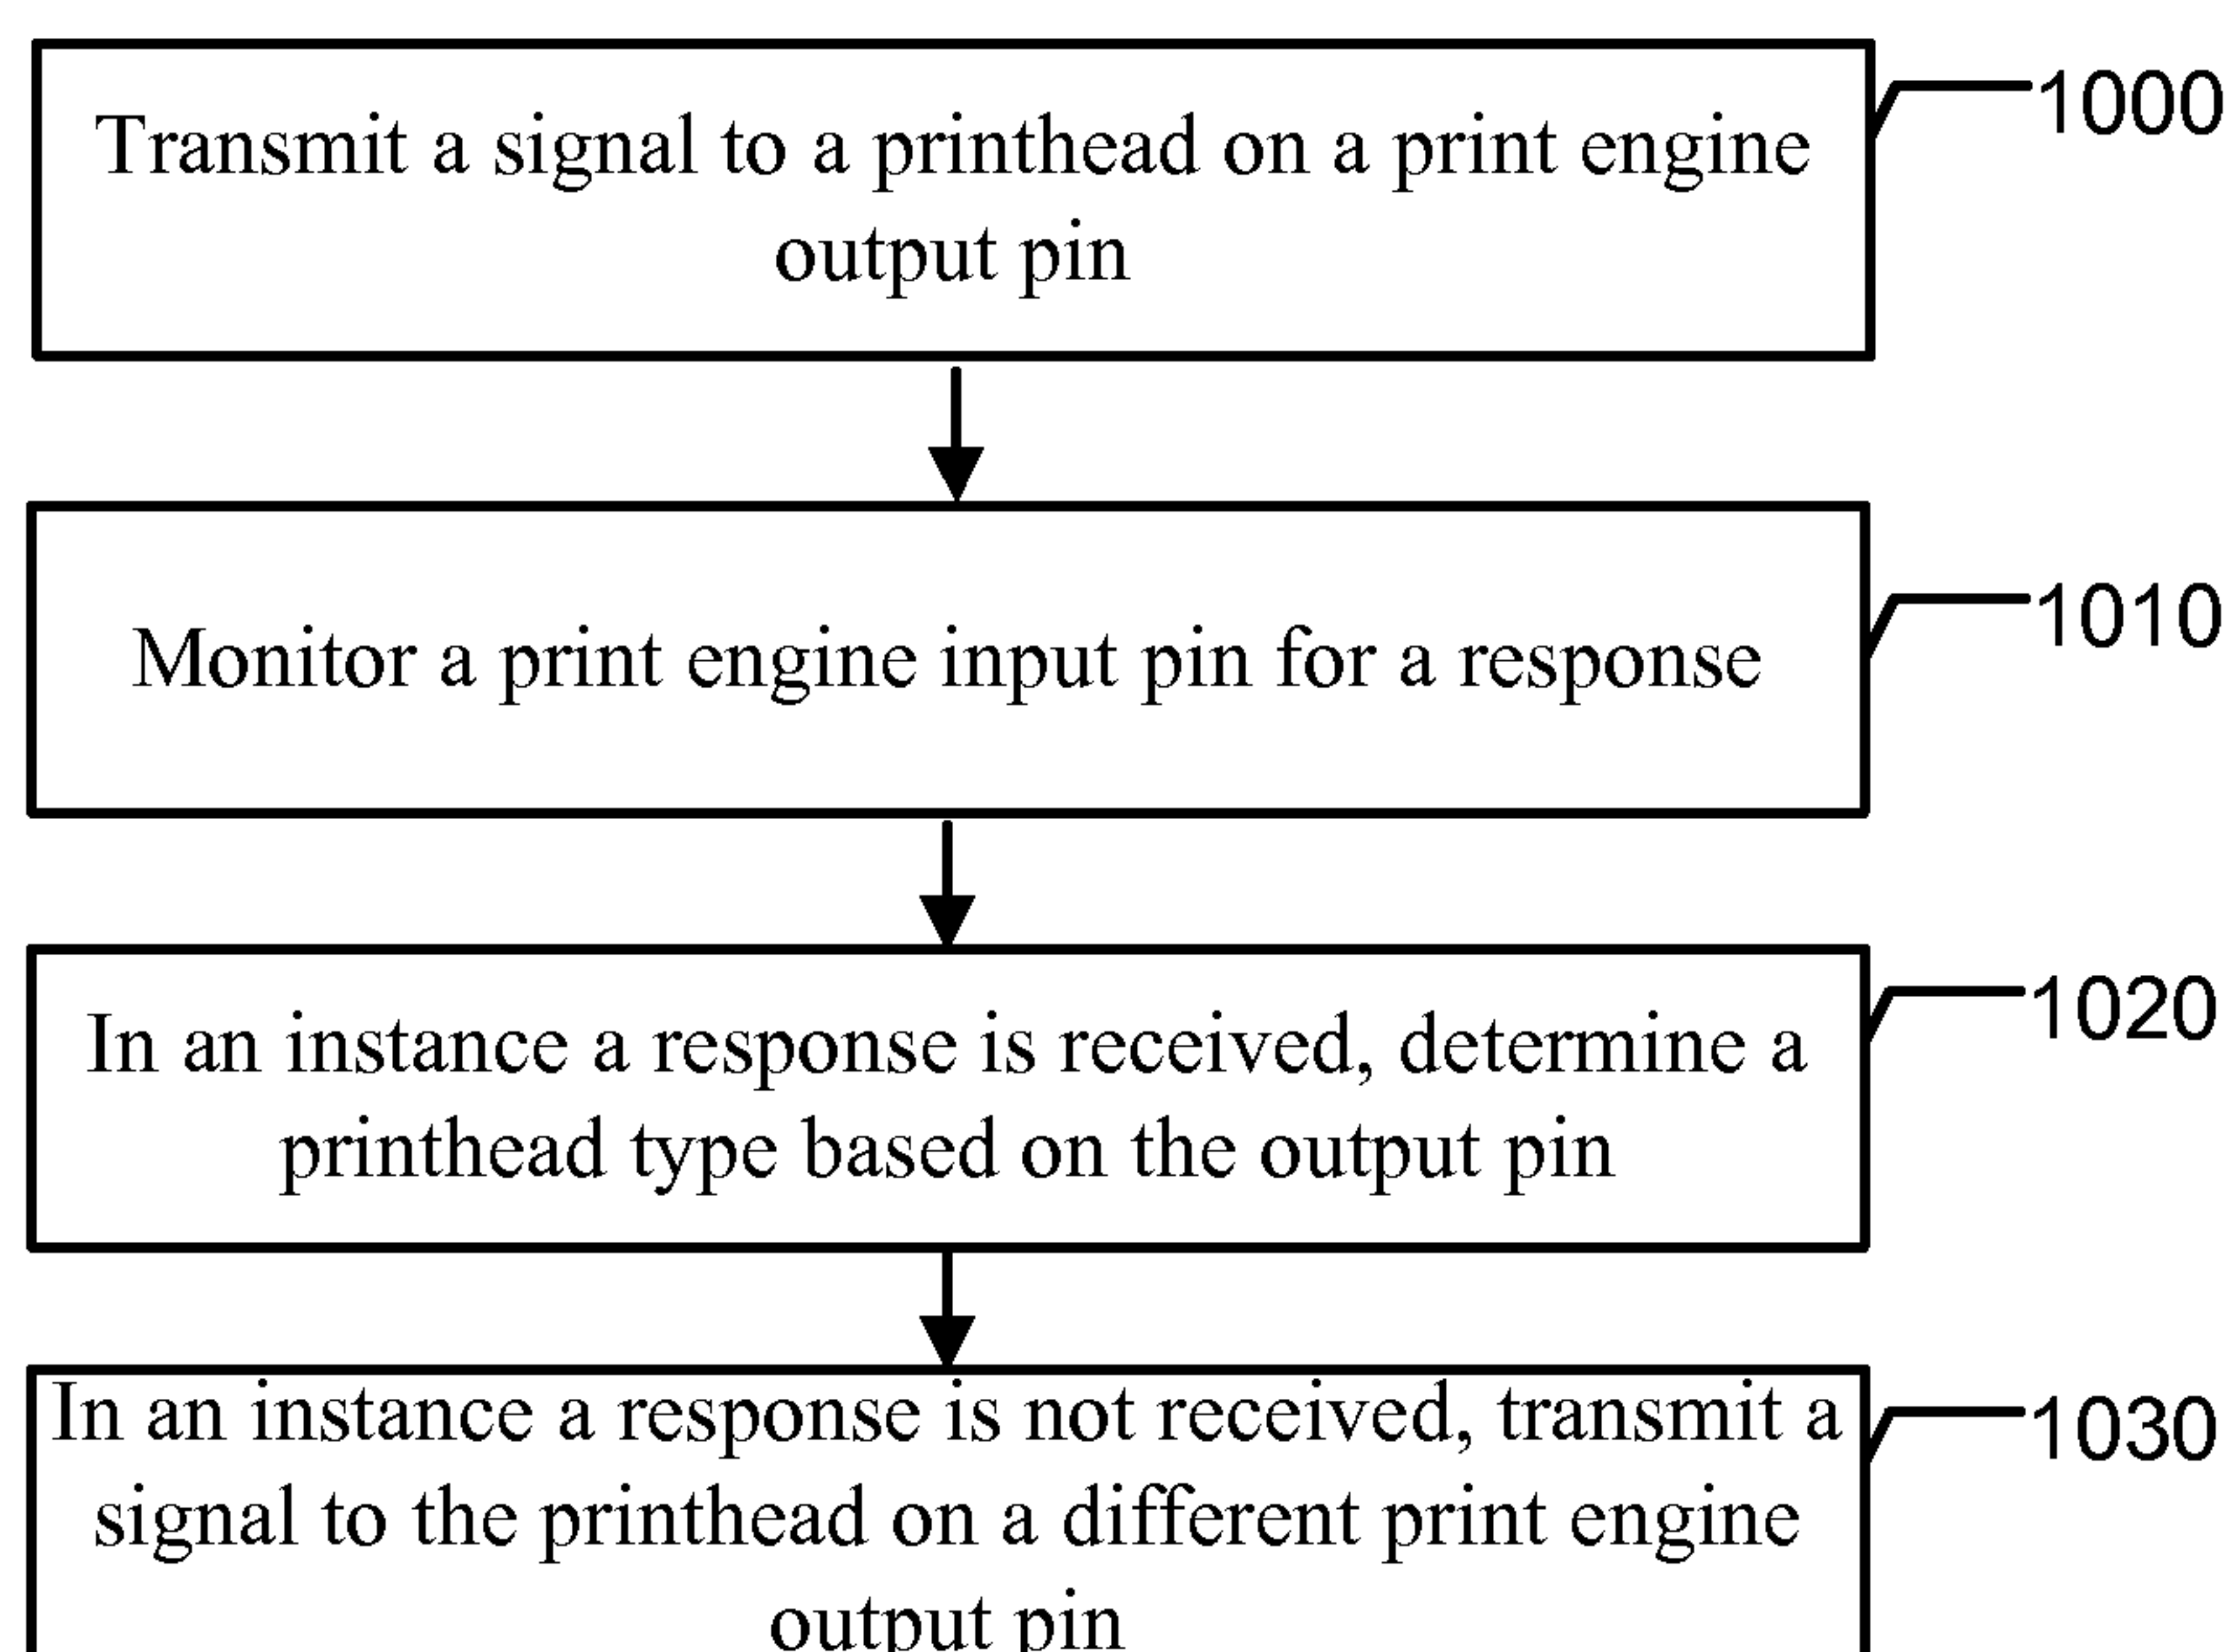 Transmit a signal to a printhead on a print engine
output pin
1000
Monitor a print engine input pin for a response
1010
In an instance a response is received, determine a
printhead type based on the output pin
1020
In an instance a response is not received, transmit a
signal to the printhead on a different print engine
output pin
1030